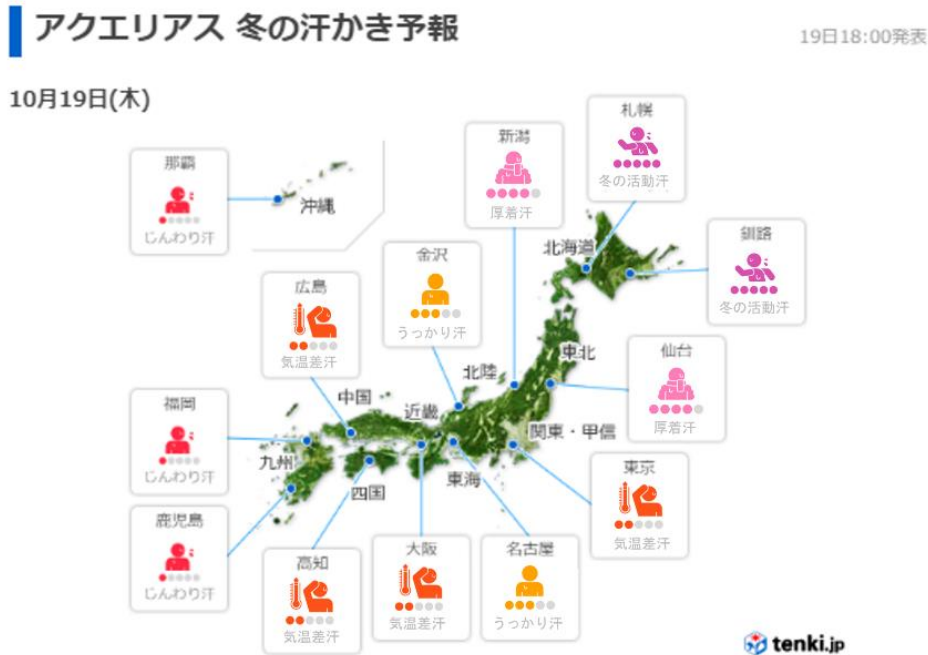 アクエリアス 冬の汗かき予報
19日18:00発表
10月19日(木)
札幌
冬の活動汗
新潟
厚着汗
那覇
じんわり汗
沖縄
釧路
冬の活動汗
北海道
金沢
うっかり汗
広島
気温差汗
仙台
厚着汗
東北
北陸
中国
近畿
福岡
じんわり汗
関東・甲信
九州
東海
四国
東京
気温差汗
鹿児島
じんわり汗
高知
気温差汗
大阪
気温差汗
名古屋
うっかり汗
tenki.jp